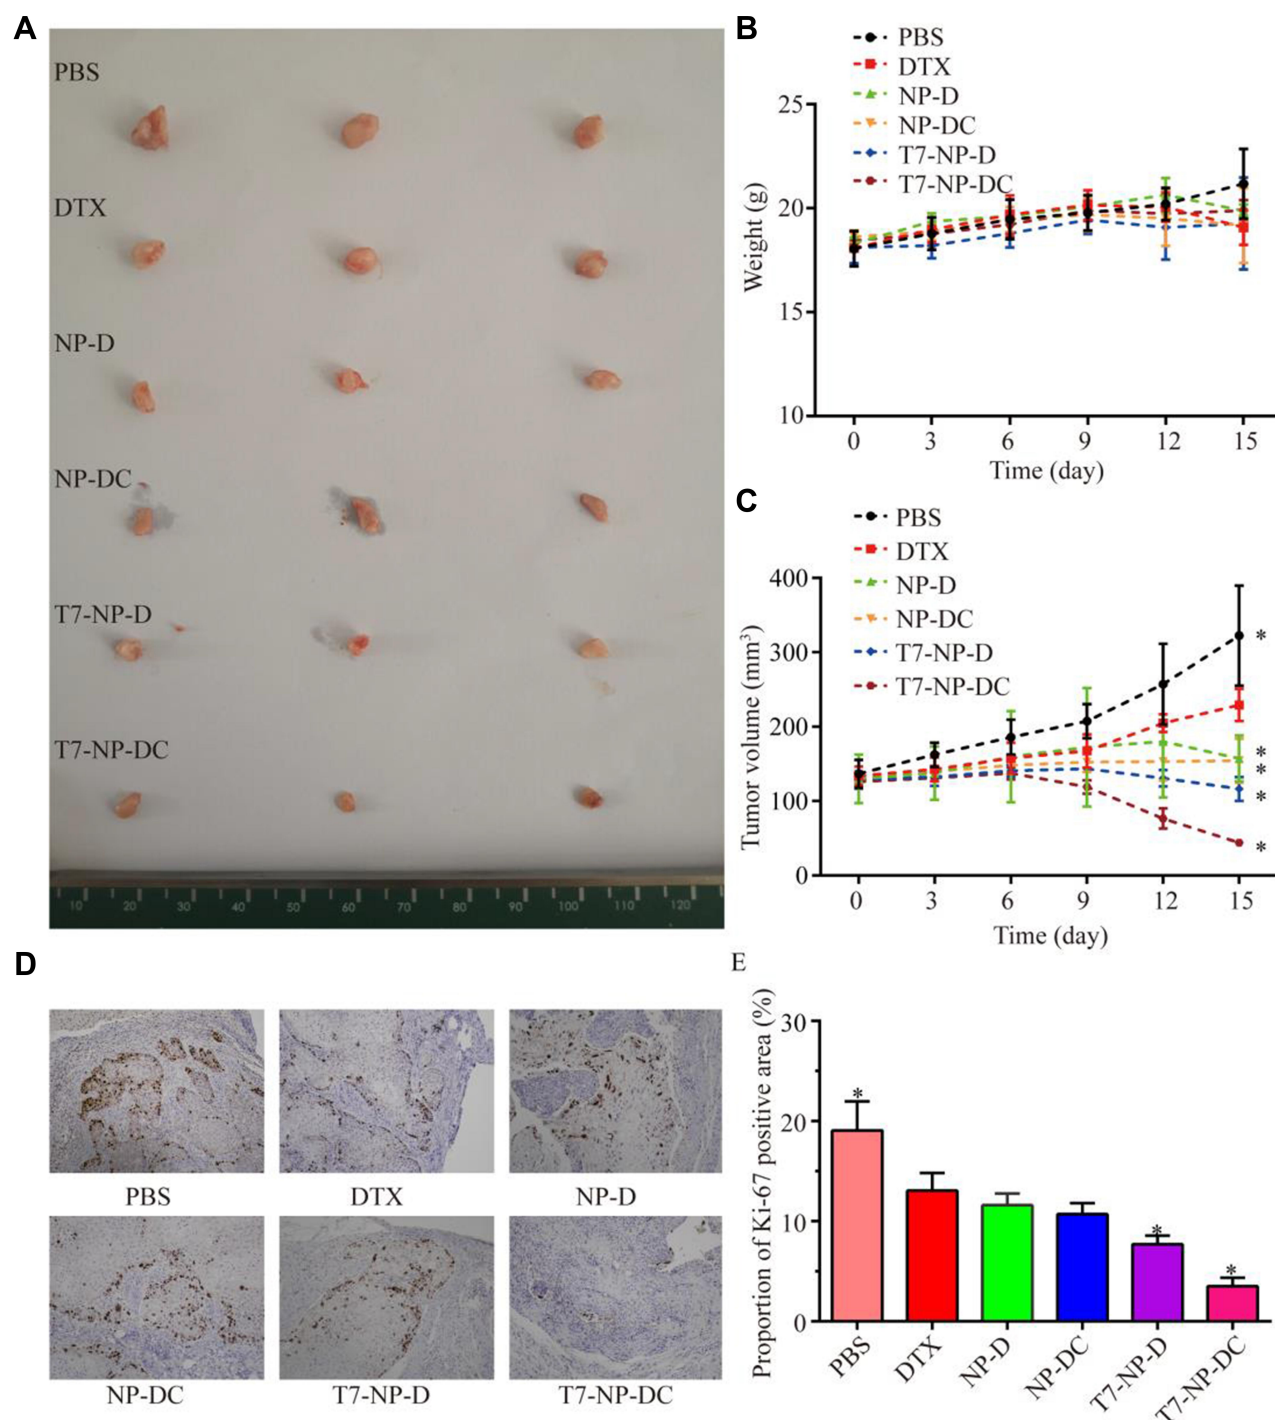 A
PBS
DTX
NP-D
NP-DC
T7-NP-D
T7-NP-DC
10 20 30 40 50 60 70 80 90 100 110 120
B
PBS
DTX
NP-D
NP-DC
T7-NP-D
T7-NP-DC
25
20
15
10
Weight (g)
0 3 6 9 12 15
Time (day)
C
PBS
DTX
NP-D
NP-DC
T7-NP-D
T7-NP-DC
400
300
200
100
0
Tumor volume (mm³)
*
*
*
*
*
0 3 6 9 12 15
Time (day)
D
PBS DTX NP-D
NP-DC T7-NP-D T7-NP-DC
E
Proportion of Ki-67 positive area (%)
30
20
10
0
*
*
*
PBS DTX NP-D NP-DC T7-NP-D T7-NP-DC